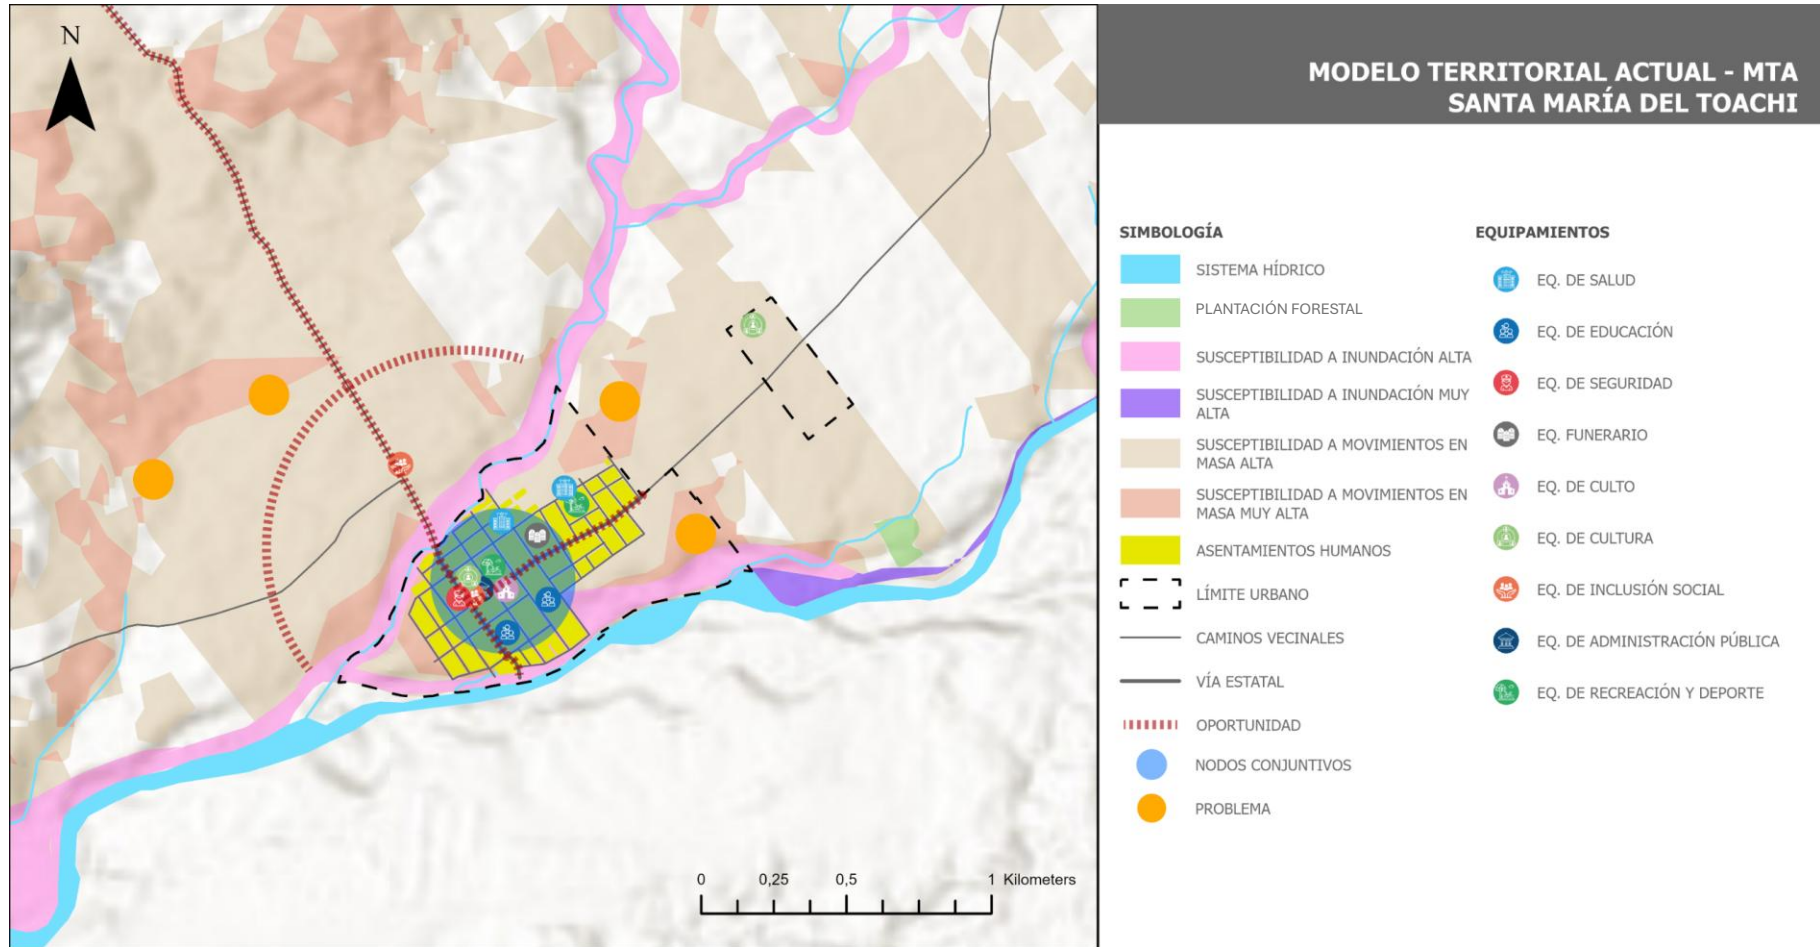 N
MODELO TERRITORIAL ACTUAL - MTA
SANTA MARÍA DEL TOACHI
SIMBOLOGÍA
SISTEMA HÍDRICO
PLANTACIÓN FORESTAL
SUSCEPTIBILIDAD A INUNDACIÓN ALTA
SUSCEPTIBILIDAD A INUNDACIÓN MUY
ALTA
SUSCEPTIBILIDAD A MOVIMIENTOS EN
MASA ALTA
SUSCEPTIBILIDAD A MOVIMIENTOS EN
MASA MUY ALTA
ASENTAMIENTOS HUMANOS
LÍMITE URBANO
CAMINOS VECINALES
VÍA ESTATAL
OPORTUNIDAD
NODOS CONJUNTIVOS
PROBLEMA
EQUIPAMIENTOS
EQ. DE SALUD
EQ. DE EDUCACIÓN
EQ. DE SEGURIDAD
EQ. FUNERARIO
EQ. DE CULTO
EQ. DE CULTURA
EQ. DE INCLUSIÓN SOCIAL
EQ. DE ADMINISTRACIÓN PÚBLICA
EQ. DE RECREACIÓN Y DEPORTE
0 0,25 0,5 1 Kilometers